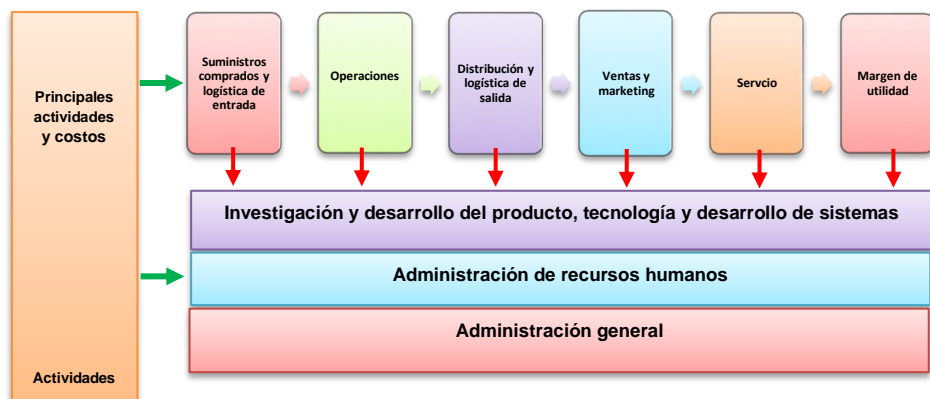 Principales
actividades
y costos
Actividades
Suministros
comprados y
logística de
entrada
Operaciones
Distribución y
logística de
salida
Ventas y
marketing
Servcio
Margen de
utilidad
Investigación y desarrollo del producto, tecnología y desarrollo de sistemas
Administración de recursos humanos
Administración general